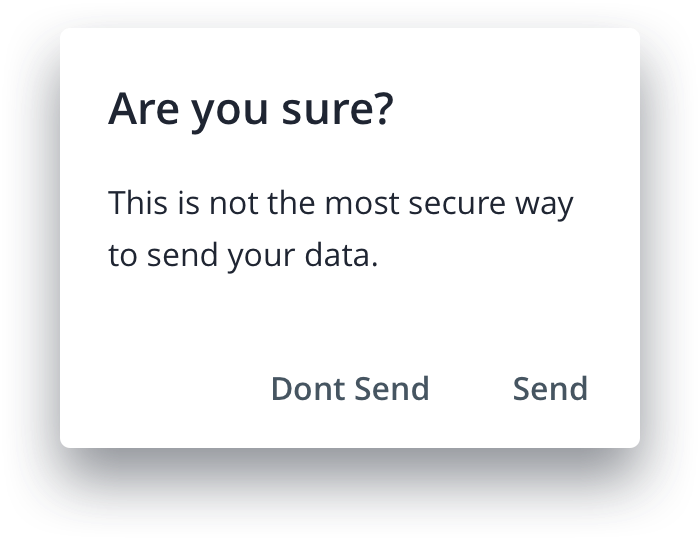 Are you sure?
This is not the most secure way
to send your data.
Dont Send Send